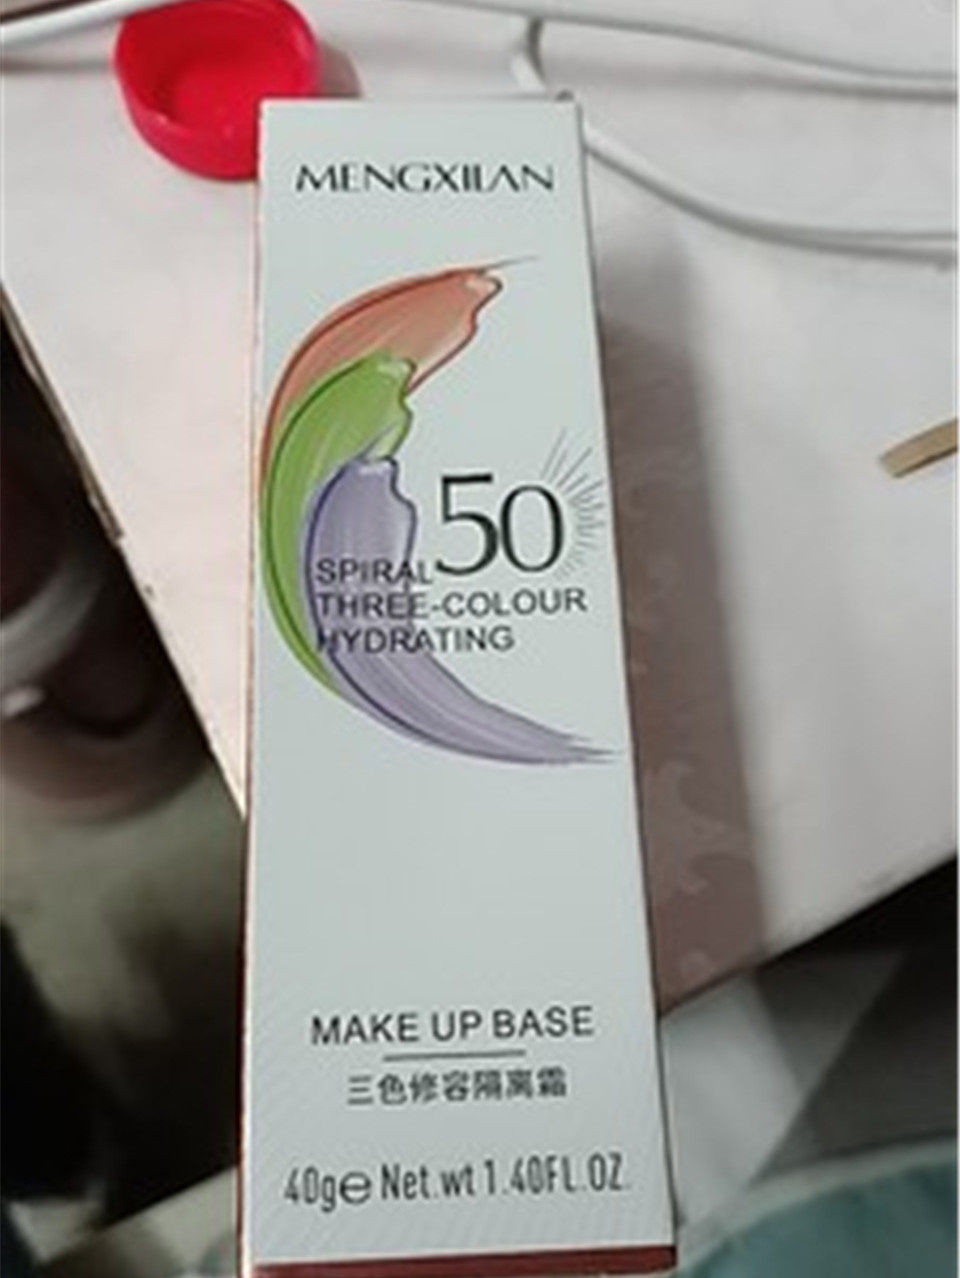 MENGXIIAN
50
SPIRAL
THREE-COLOUR
HYDRATING
MAKE UP BASE
三色修容隔离霜
40g℮ Net.wt 1.40FL.OZ.